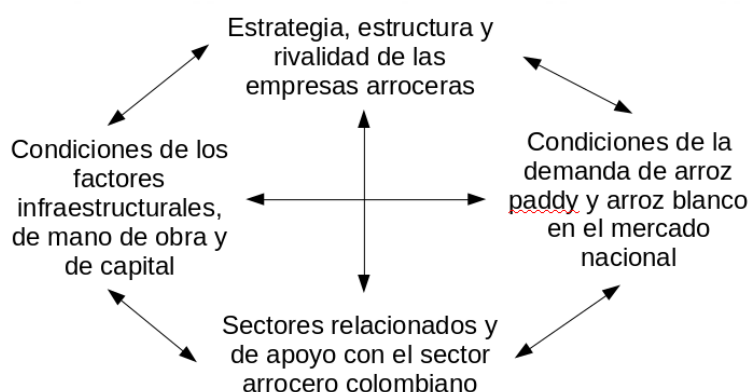 Estrategia, estructura y
rivalidad de las
empresas arroceras
Condiciones de los
factores
infraestructurales,
de mano de obra y
de capital
Condiciones de la
demanda de arroz
paddy y arroz blanco
en el mercado
nacional
Sectores relacionados y
de apoyo con el sector
arrocero colombiano